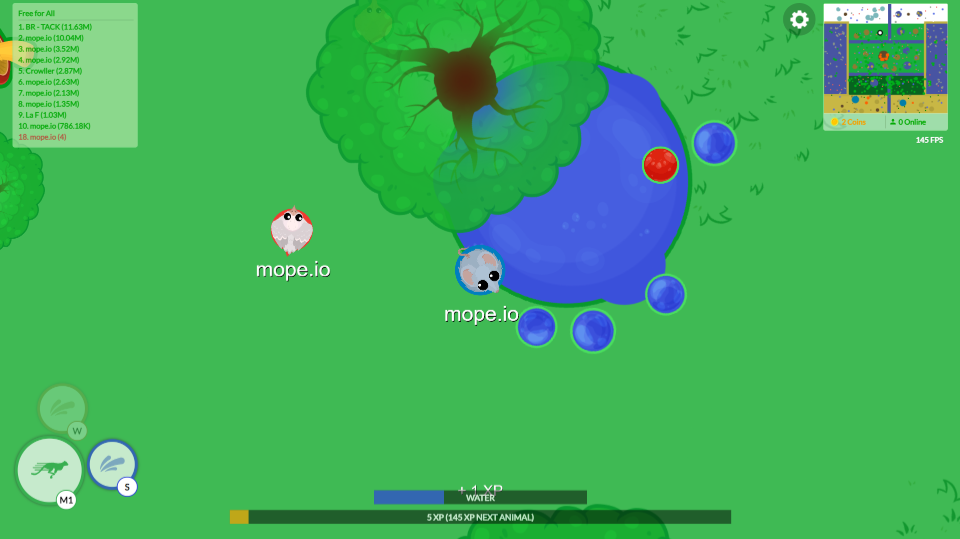 Free for All
1. BR - TACK (11.63M)
2. mope.io (10.04M)
3. mope.io (3.52M)
4. mope.io (2.92M)
5. Crowller (2.87M)
6. mope.io (2.63M)
7. mope.io (2.13M)
8. mope.io (1.35M)
9. La F (1.03M)
10. mope.io (786.18K)
18. mope.io (4)
Coins
0 Online
145 FPS
mope.io
mope.io
W
S
M1
+ 1 XP
WATER
5 XP (145 XP NEXT ANIMAL)